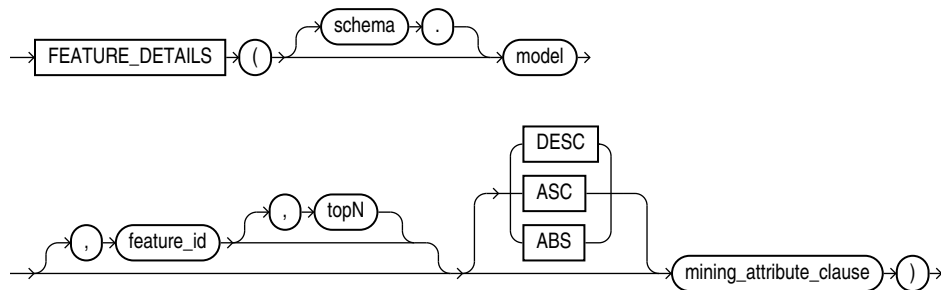 FEATURE_DETAILS ( schema . model
, feature_id , topN DESC ASC ABS mining_attribute_clause )